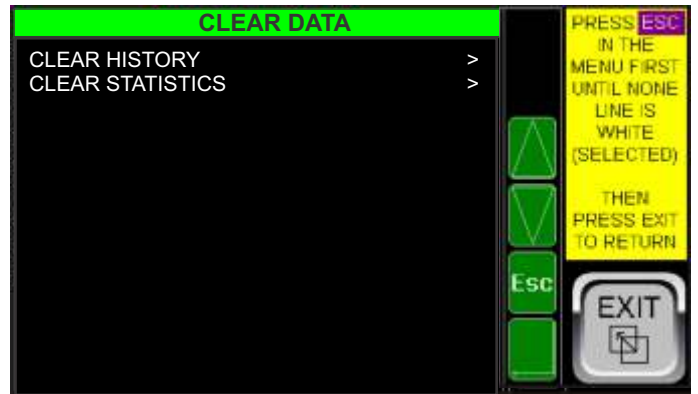 CLEAR DATA
CLEAR HISTORY >
CLEAR STATISTICS >
Esc
PRESS ESC
IN THE
MENU FIRST
UNTIL NONE
LINE IS
WHITE
(SELECTED)
THEN
PRESS EXIT
TO RETURN
EXIT